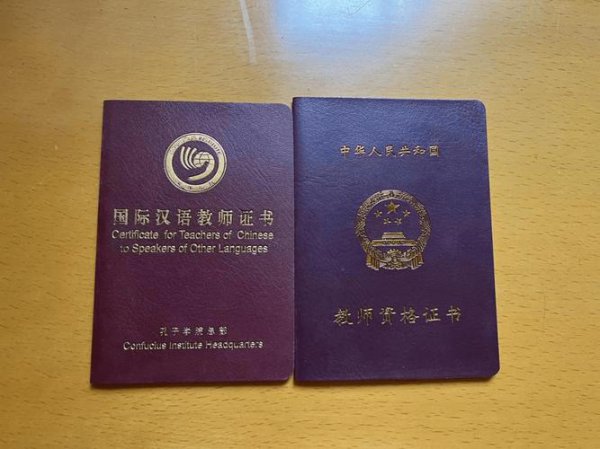 国际汉语教师证书
Certificate for Teachers of Chinese
to Speakers of Other Languages
孔子学院总部
Confucius Institute Headquarters
中华人民共和国
教师资格证书